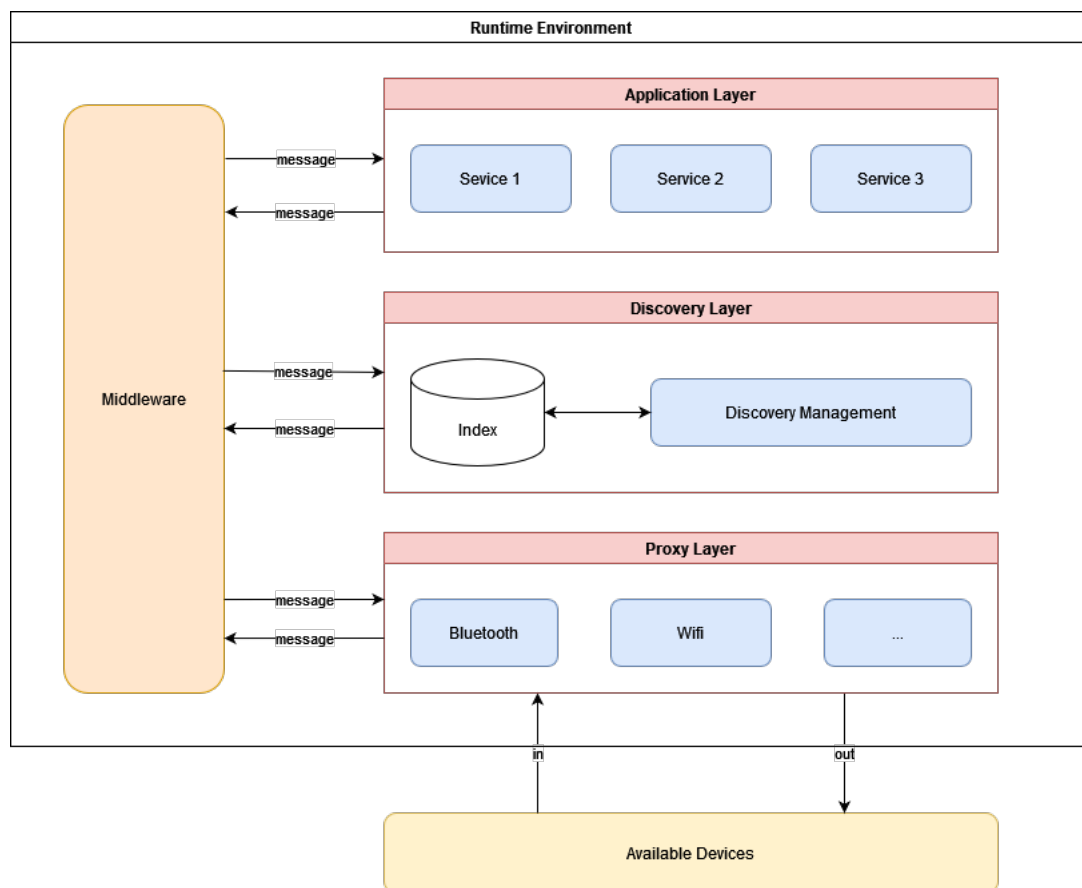 Runtime Environment
Application Layer
message
Sevice 1
Service 2
Service 3
message
Discovery Layer
message
Middleware
Index
Discovery Management
message
Proxy Layer
message
Bluetooth
Wifi
...
message
in
out
Available Devices